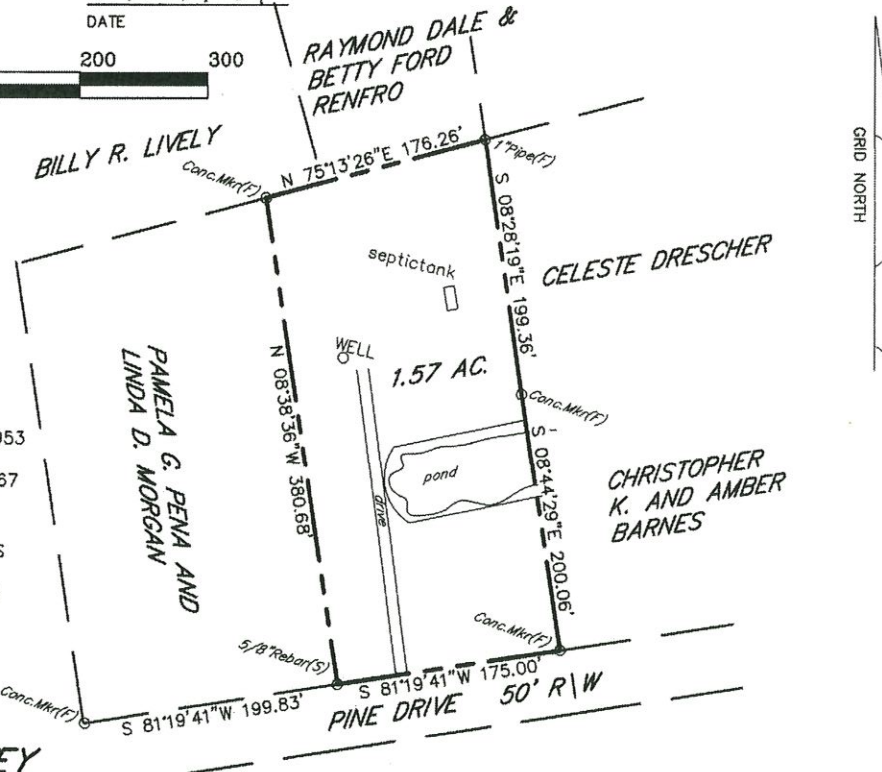 DATE
200 300
RAYMOND DALE &
BETTY FORD
RENFRO
BILLY R. LIVELY
Conc.Mkr(F)
N 75°13'26"E 176.26'
1"Pipe(F)
GRID NORTH
S 08°28'19"E 199.36'
septictank
CELESTE DRESCHER
WELL
1.57 AC.
N 08°38'36"W 380.68'
PAMELA G. PENA AND
LINDA D. MORGAN
Conc.Mkr(F)
S 08°44'29"E 200.06'
pond
drive
CHRISTOPHER
K. AND AMBER
BARNES
953
67
S
5/8"Rebar(S)
Conc.Mkr(F)
Conc.Mkr(F)
S 81°19'41"W 199.83'
S 81°19'41"W 175.00'
PINE DRIVE 50' R\W
EY